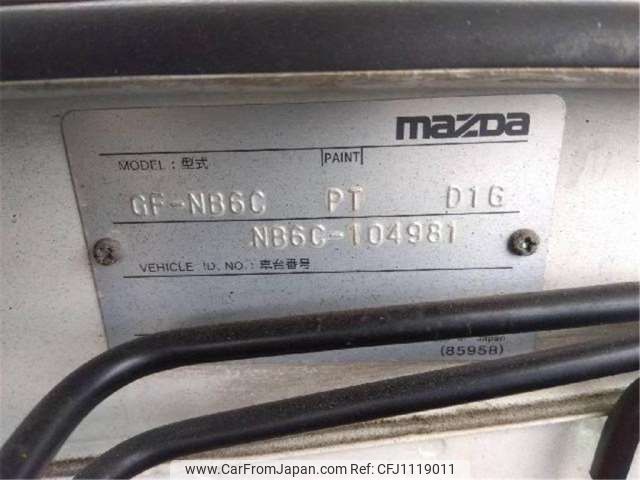 mazda
MODEL : 型式 PAINT
GF-NB6C PT D1G
NB6C-104981
VEHICLE ID. NO. : 車台番号
Japan
(85958)
www.CarFromJapan.com | Ref. CFJ1119011